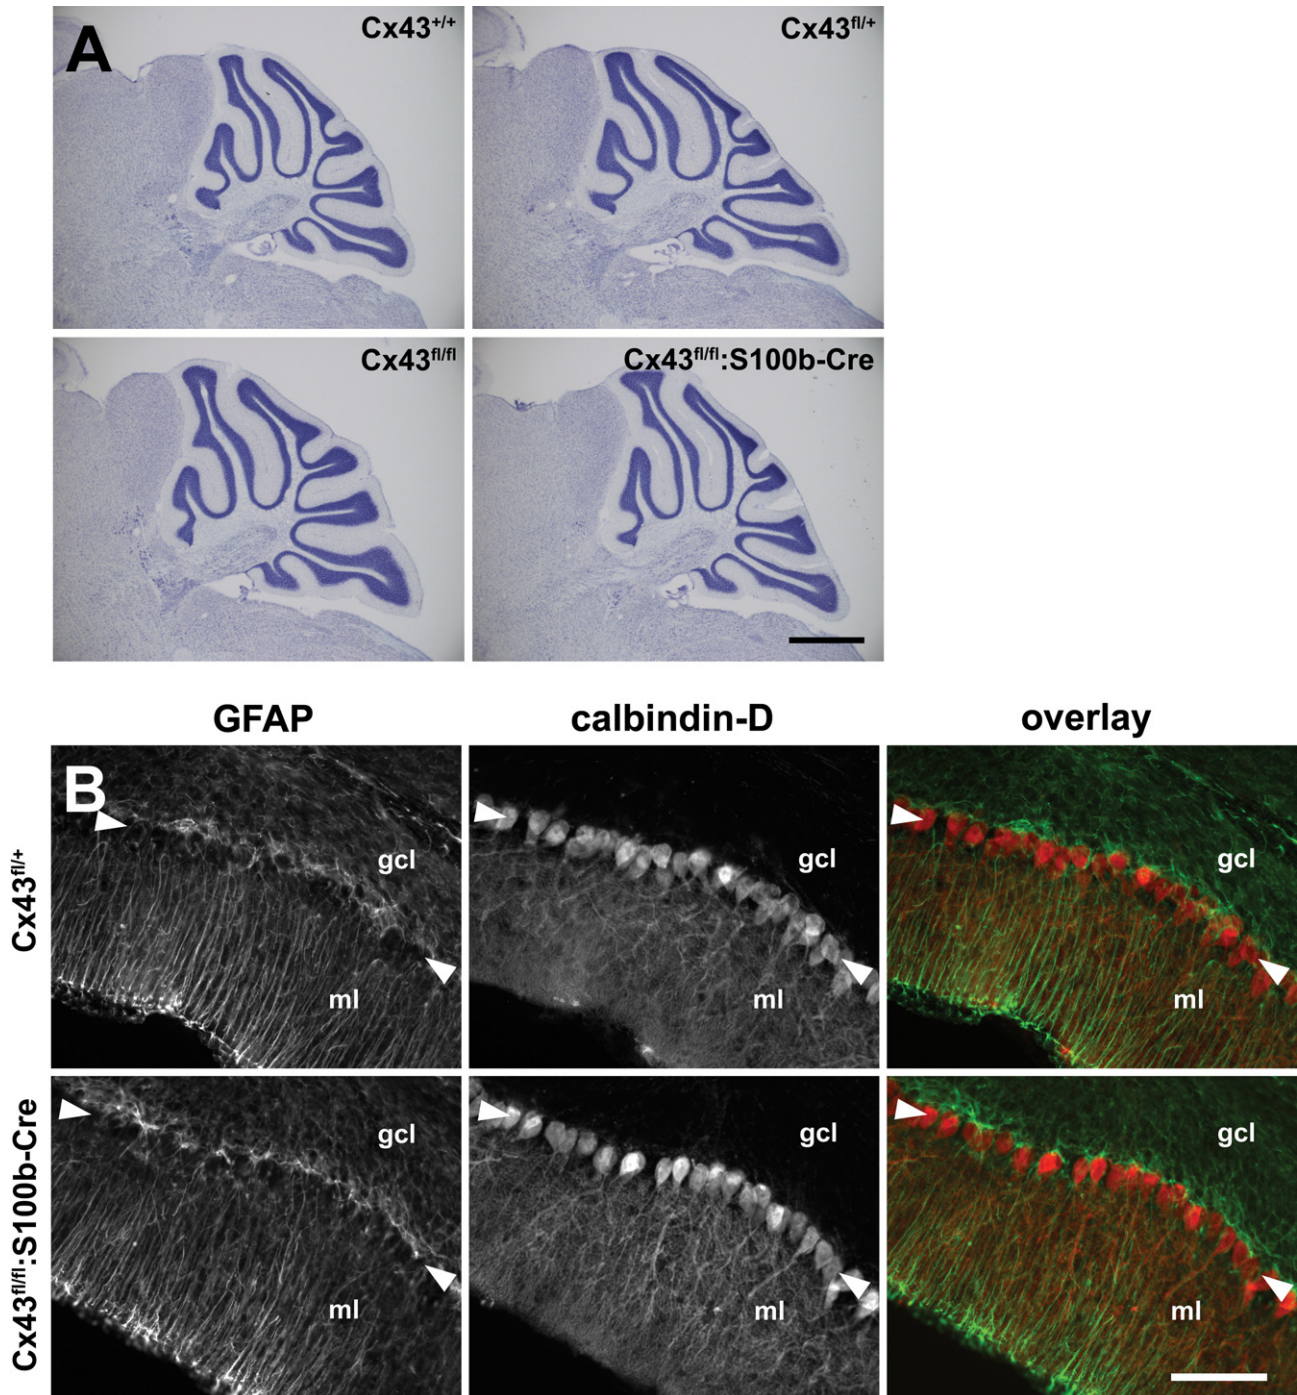 A
Cx43fl/+
Cx43+/+
Cx43fl/fl
Cx43fl/fl:S100b-Cre
GFAP
calbindin-D
overlay
B
Cx43fl/+
gcl
ml
gcl
ml
gcl
ml
Cx43fl/fl:S100b-Cre
gcl
ml
gcl
ml
gcl
ml